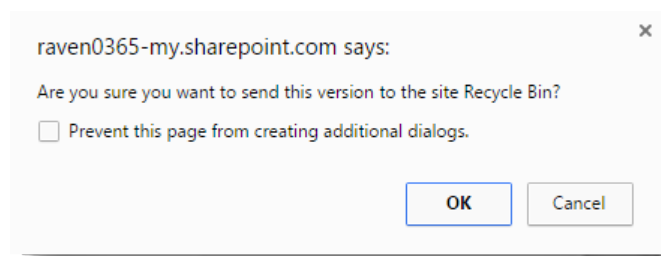 raven0365-my.sharepoint.com says:
Are you sure you want to send this version to the site Recycle Bin?
Prevent this page from creating additional dialogs.
OK Cancel